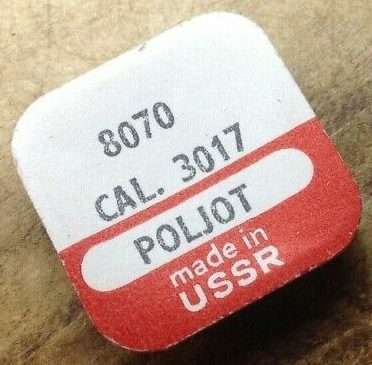 8070
CAL. 3017
POLJOT
made in
USSR